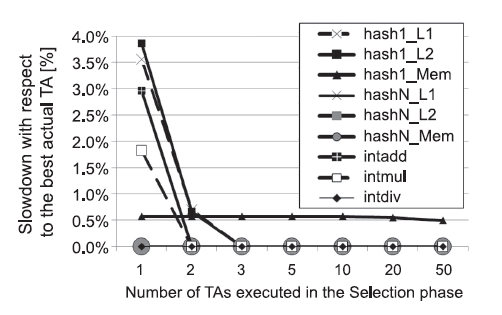 Slowdown with respect
to the best actual TA [%]
4.0%
3.5%
3.0%
2.5%
2.0%
1.5%
1.0%
0.5%
0.0%
hash1_L1
hash1_L2
hash1_Mem
hashN_L1
hashN_L2
hashN_Mem
intadd
intmul
intdiv
1 2 3 5 10 20 50
Number of TAs executed in the Selection phase